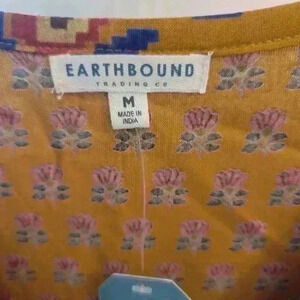 EARTHBOUND
TRADING CO
M
MADE IN
INDIA